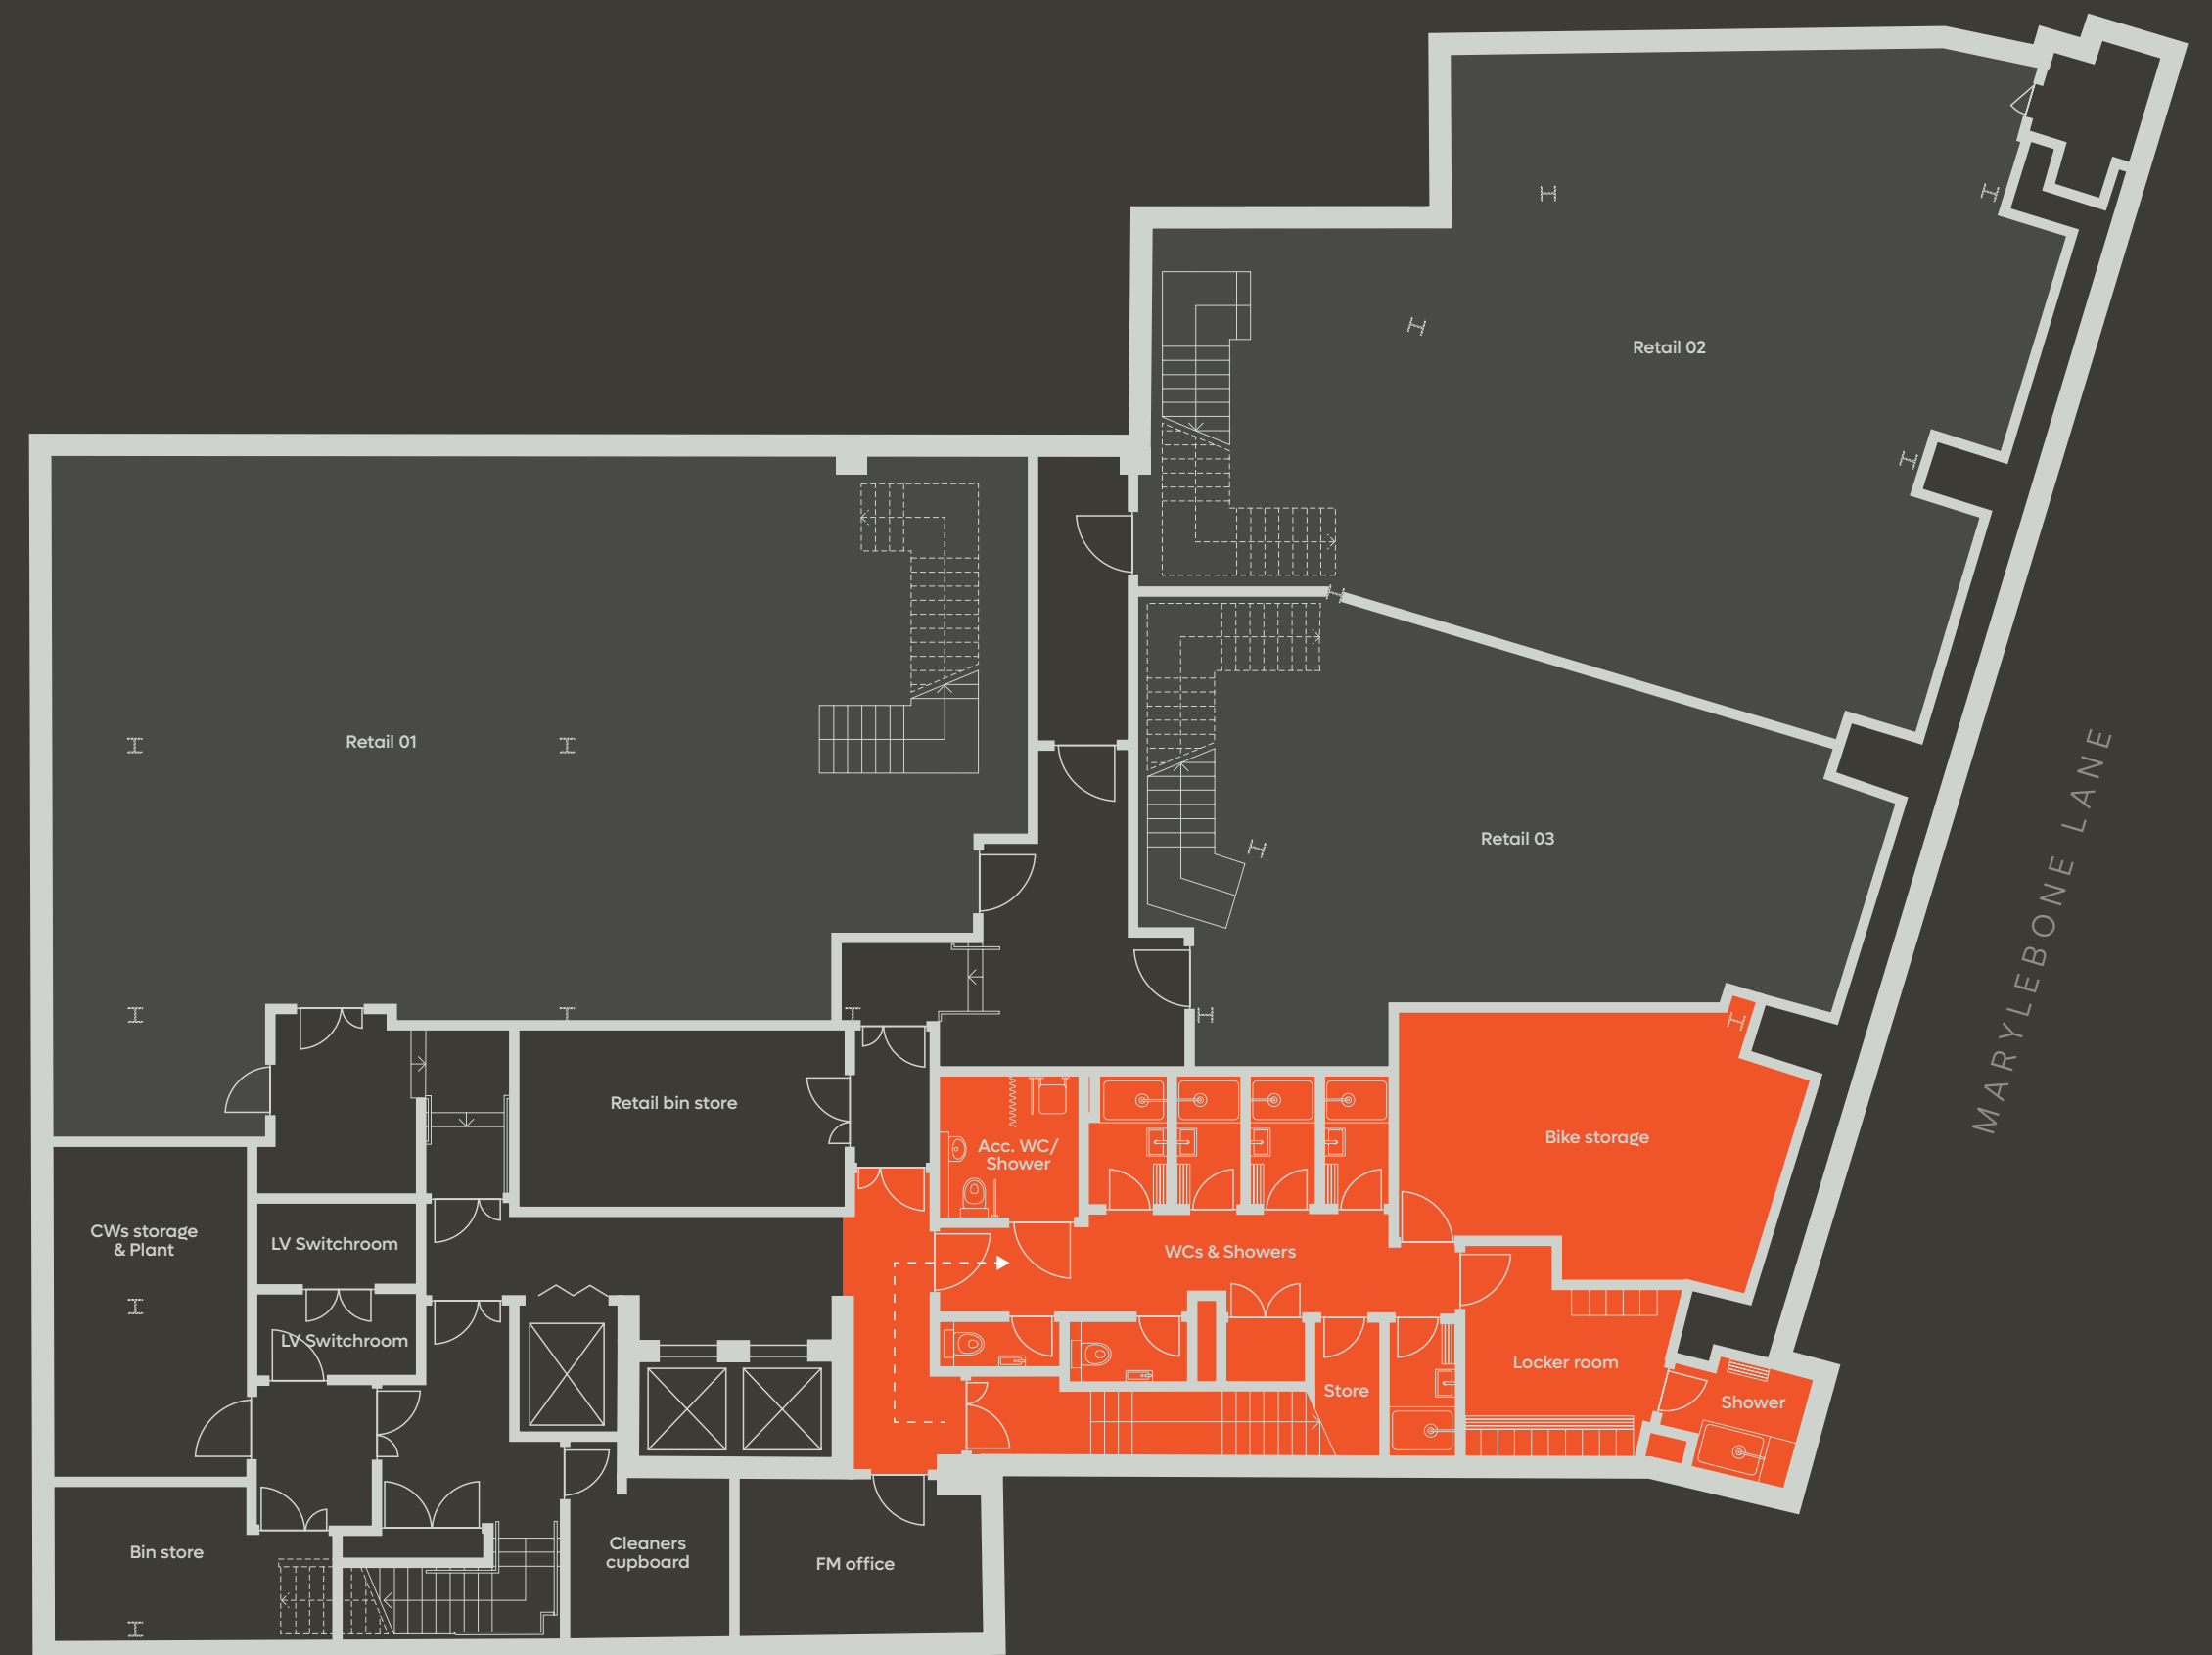 Retail 02
Retail 01
MARYLEBONE LANE
Retail 03
Retail bin store
Bike storage
Acc. WC/
Shower
CWs storage
& Plant
LV Switchroom
WCs & Showers
LV Switchroom
Locker room
Store
Shower
Bin store
Cleaners
cupboard
FM office